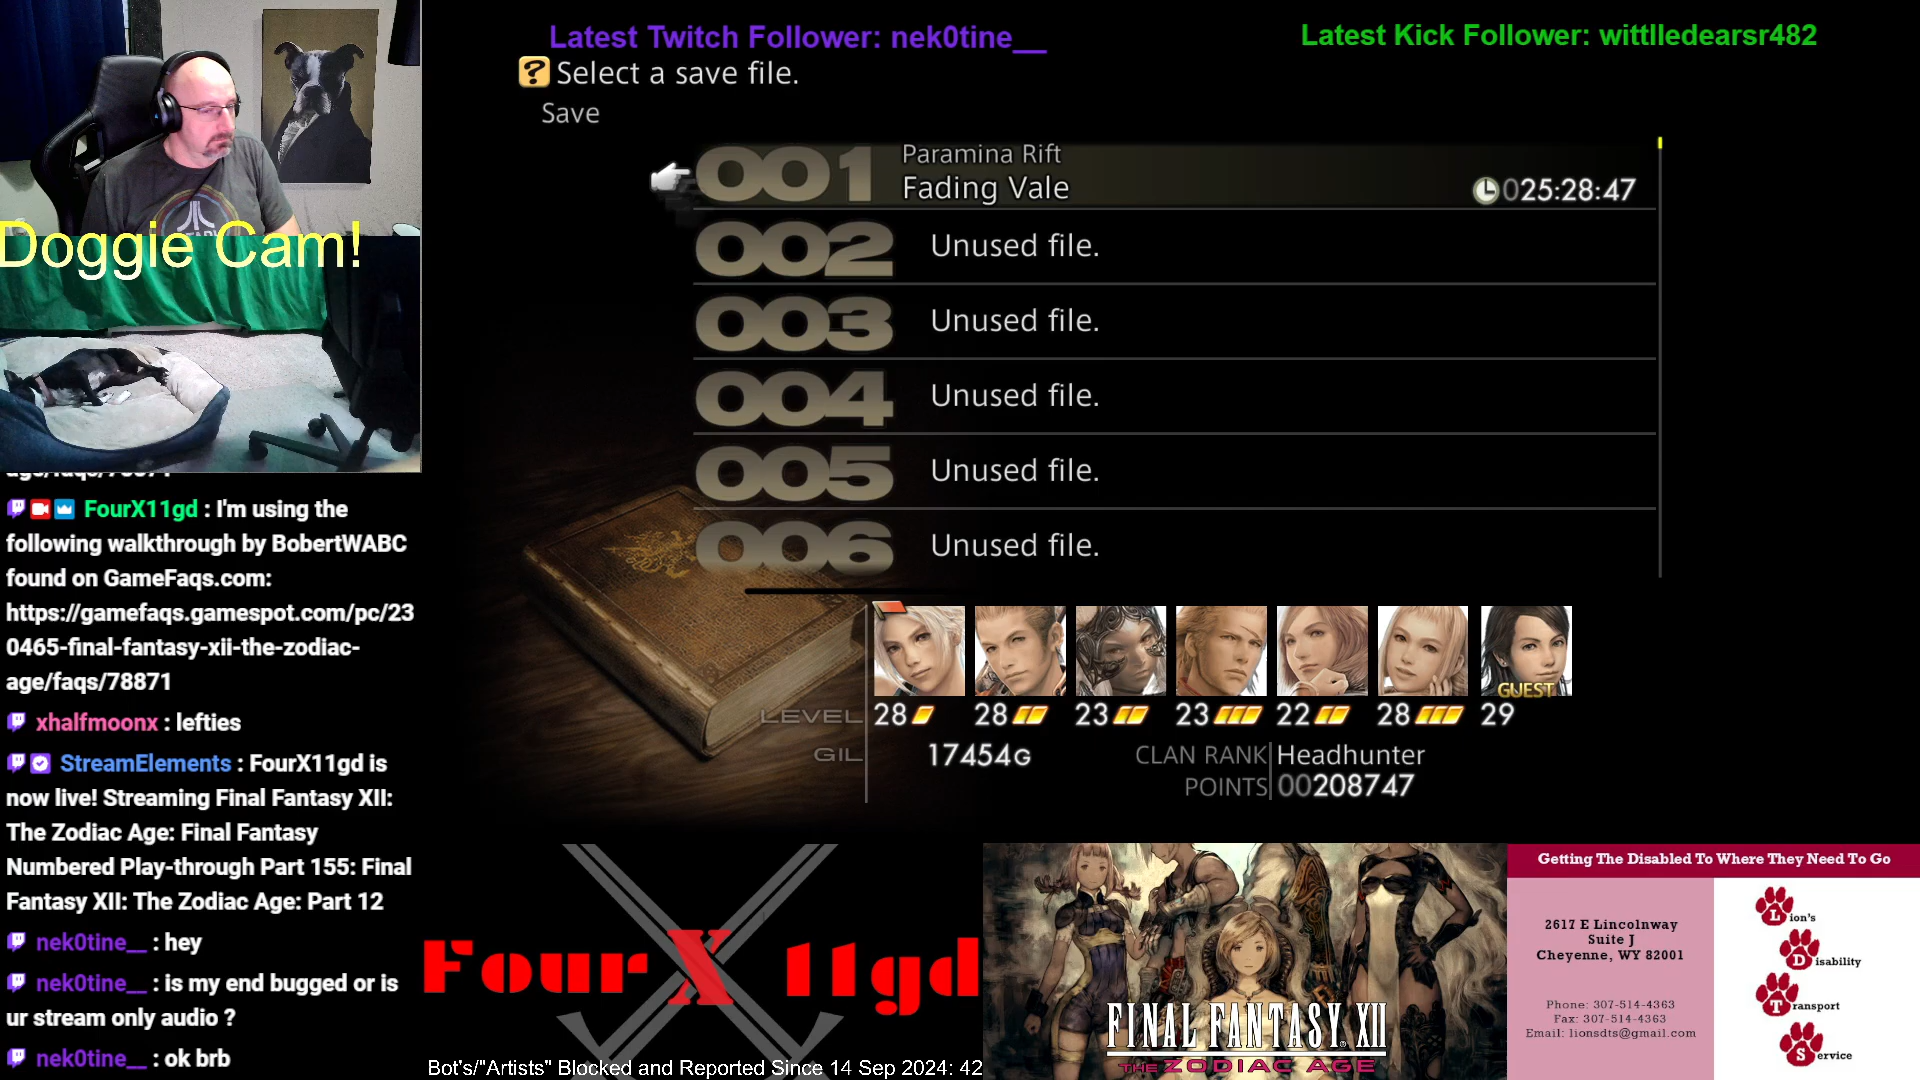 Latest Twitch Follower: nek0tine__
Latest Kick Follower: wittlledearsr482
Select a save file.
Save
001 Paramina Rift
Fading Vale
025:28:47
002 Unused file.
003 Unused file.
004 Unused file.
005 Unused file.
006 Unused file.
GUEST
LEVEL 28 28 23 23 22 28 29
GIL 17454G
CLAN RANK Headhunter
POINTS 00208747
Doggie Cam!
FourX11gd : I'm using the
following walkthrough by BobertWABC
found on GameFaqs.com:
https://gamefaqs.gamespot.com/pc/23
0465-final-fantasy-xii-the-zodiac-
age/faqs/78871
xhalfmoonx : lefties
StreamElements : FourX11gd is
now live! Streaming Final Fantasy XII:
The Zodiac Age: Final Fantasy
Numbered Play-through Part 155: Final
Fantasy XII: The Zodiac Age: Part 12
nek0tine__ : hey
nek0tine__ : is my end bugged or is
ur stream only audio ?
nek0tine__ : ok brb
Four X 11gd
Bot's/"Artists" Blocked and Reported Since 14 Sep 2024: 42
FINAL FANTASY XII
THE ZODIAC AGE
Getting The Disabled To Where They Need To Go
2617 E Lincolnway
Suite J
Cheyenne, WY 82001
Phone: 307-514-4363
Fax: 307-514-4363
Email: lionsdts@gmail.com
Lion's
Disability
Transport
Service